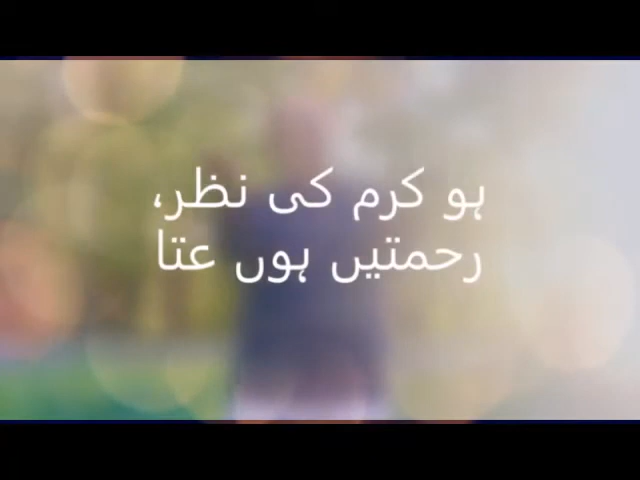 ہو کرم کی نظر،
رحمتیں ہوں عتا